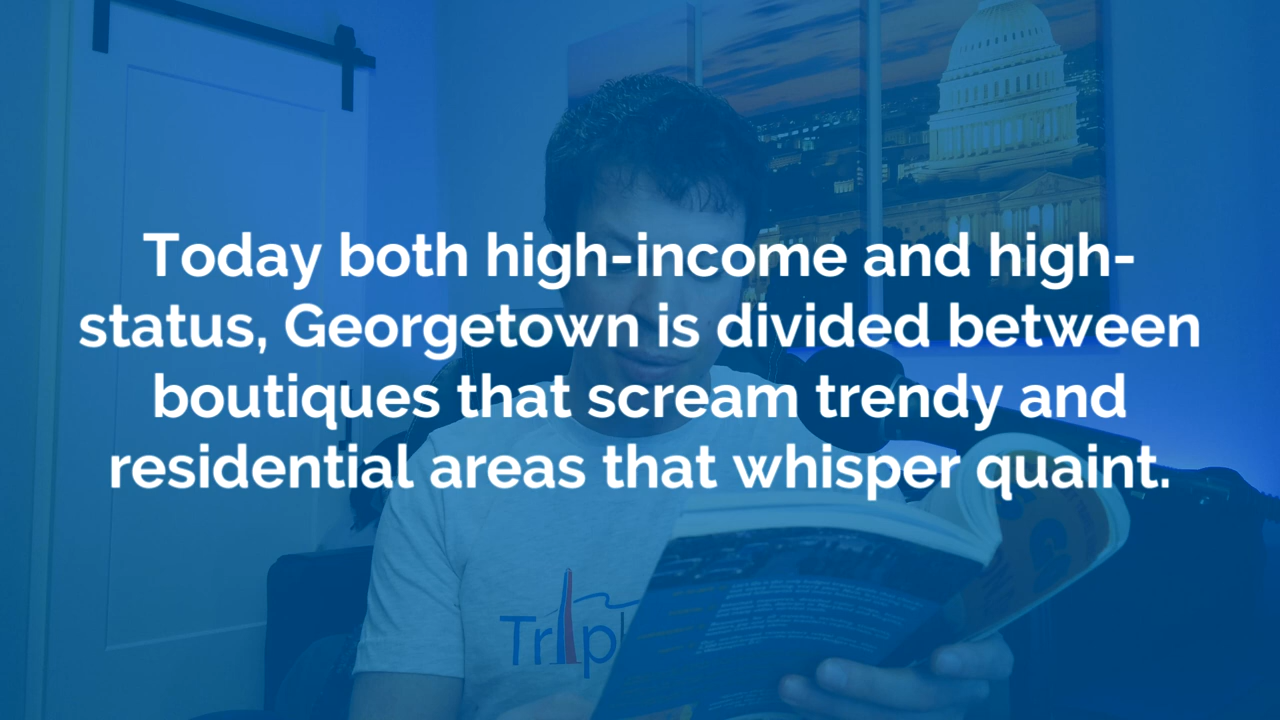 Today both high-income and high-
status, Georgetown is divided between
boutiques that scream trendy and
residential areas that whisper quaint.
Trip